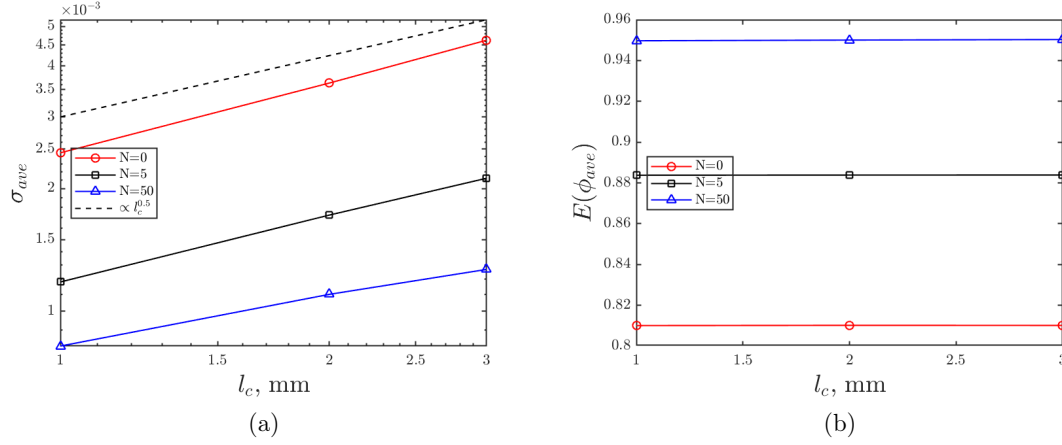 ×10⁻³
5
4.5
4
3.5
3
2.5
2
1.5
1
σ_ave
N=0
N=5
N=50
∝ l_c^0.5
1 1.5 2 2.5 3
l_c, mm
(a)
0.96
0.94
0.92
0.9
0.88
0.86
0.84
0.82
0.8
E(ϕ_ave)
N=0
N=5
N=50
1 1.5 2 2.5 3
l_c, mm
(b)